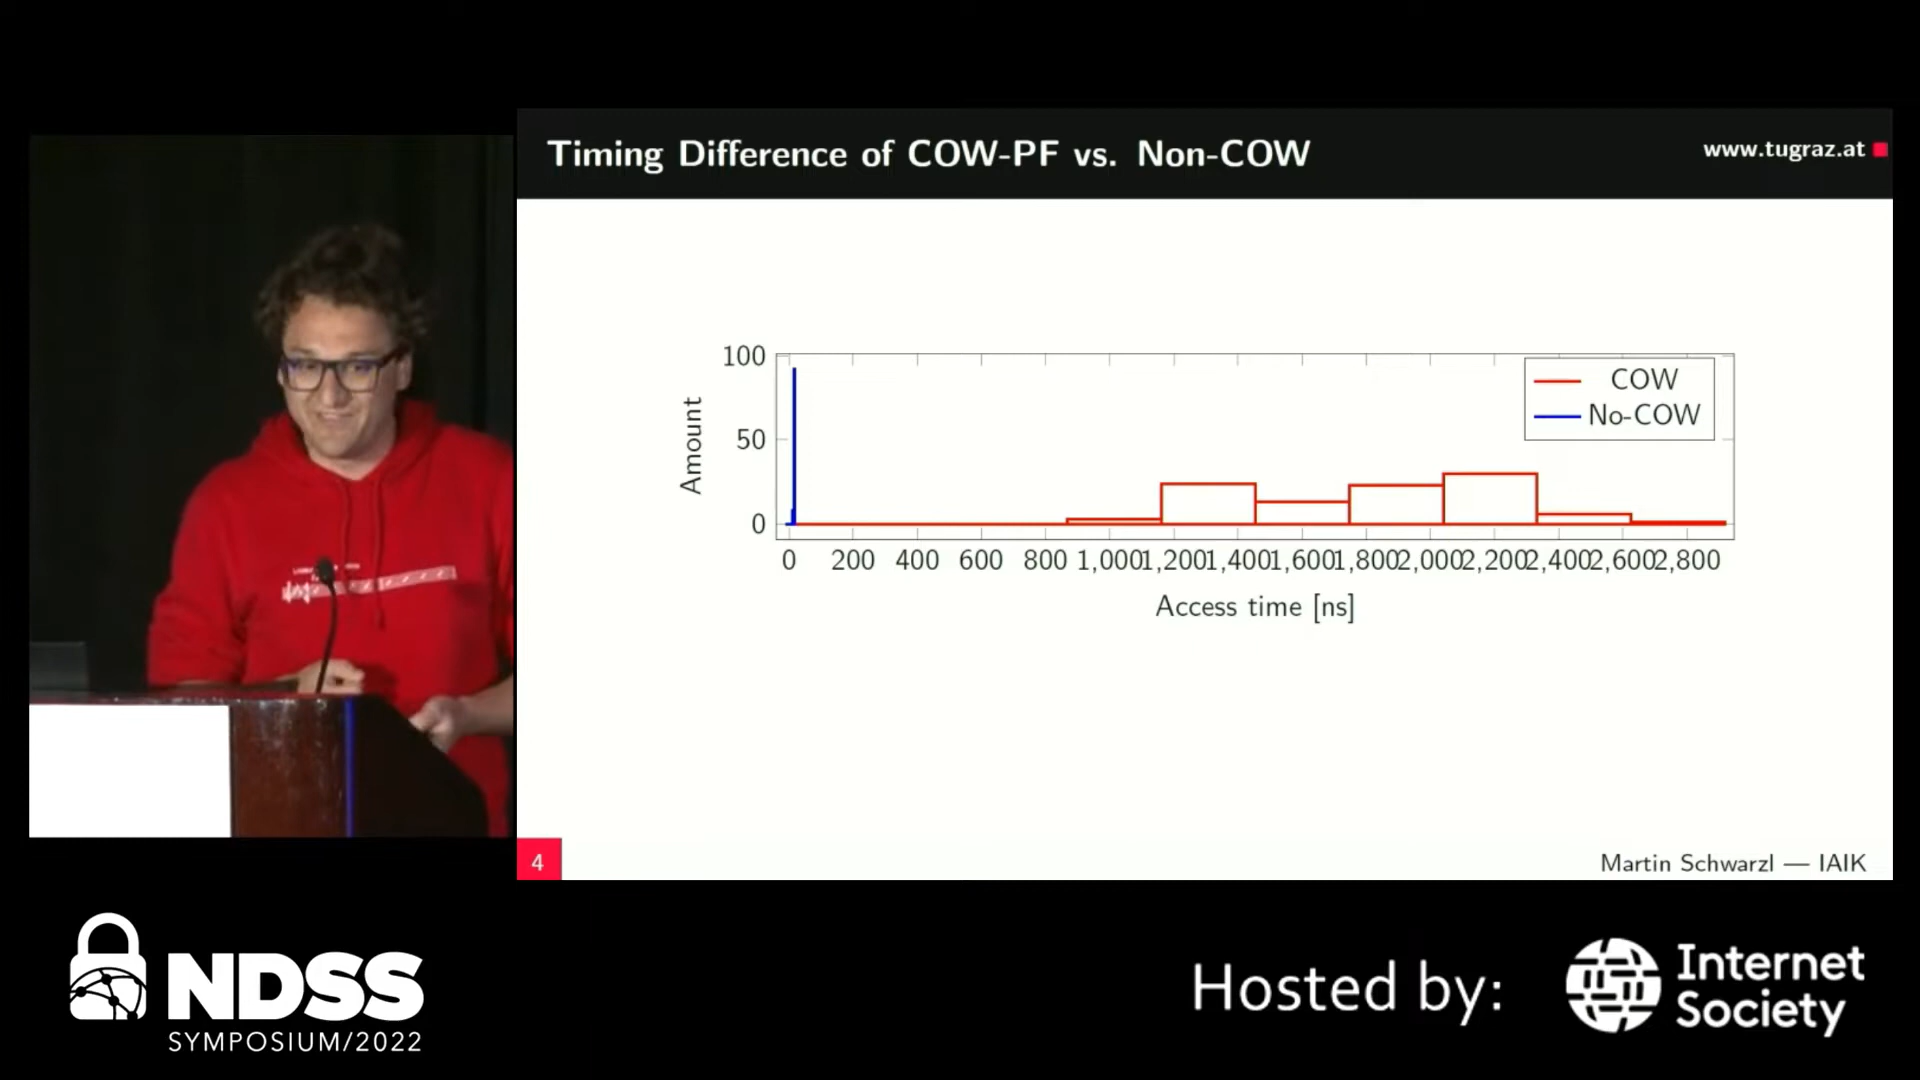 Timing Difference of COW-PF vs. Non-COW
www.tugraz.at
100
50
0
Amount
COW
No-COW
0 200 400 600 800 1,000 1,200 1,400 1,600 1,800 2,000 2,200 2,400 2,600 2,800
Access time [ns]
4
Martin Schwarzl — IAIK
NDSS
SYMPOSIUM/2022
Hosted by:
Internet
Society